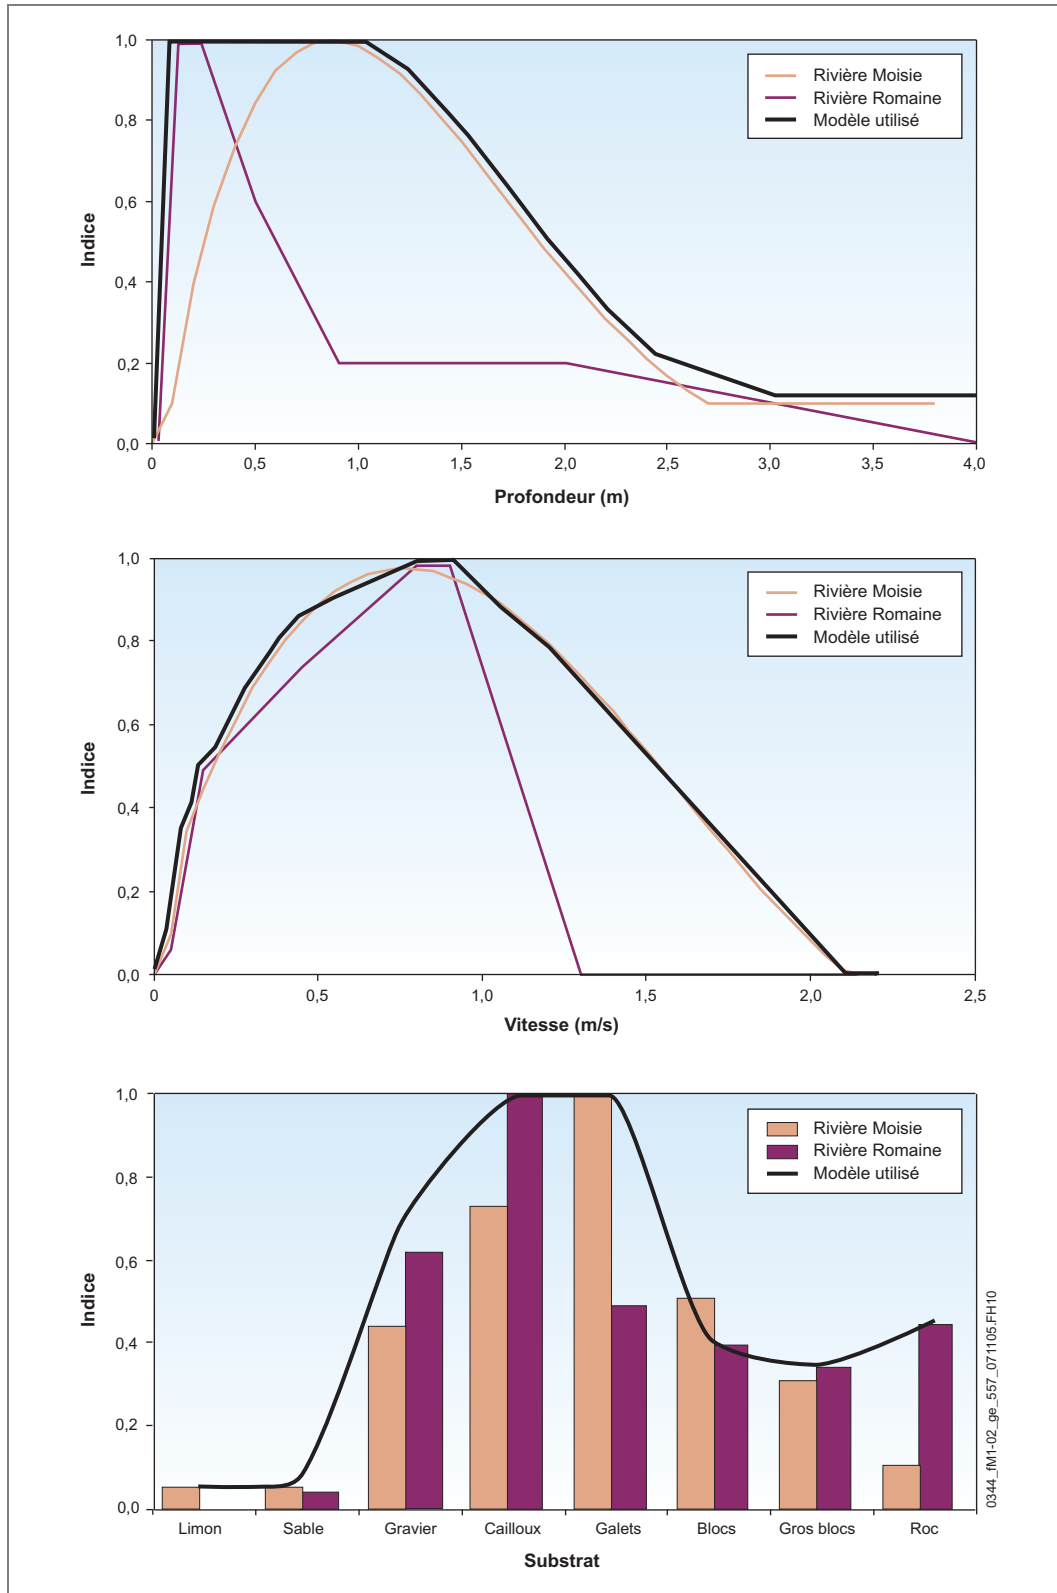 1,0
0,8
0,6
0,4
0,2
0,0
Indice
Rivière Moisie
Rivière Romaine
Modèle utilisé
0 0,5 1,0 1,5 2,0 2,5 3,0 3,5 4,0
Profondeur (m)
1,0
0,8
0,6
0,4
0,2
0,0
Indice
Rivière Moisie
Rivière Romaine
Modèle utilisé
0 0,5 1,0 1,5 2,0 2,5
Vitesse (m/s)
1,0
0,8
0,6
0,4
0,2
0,0
Indice
Rivière Moisie
Rivière Romaine
Modèle utilisé
Limon Sable Gravier Cailloux Galets Blocs Gros blocs Roc
Substrat
0344_fM1-02_ge_557_071105.FH10